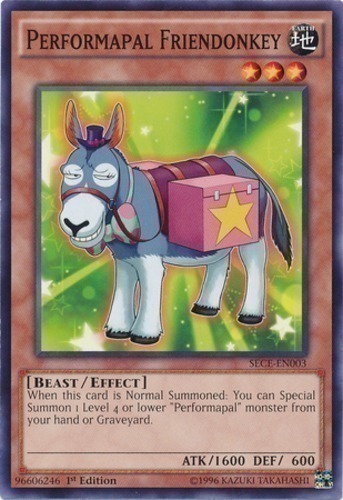 PERFORMAPAL FRIENDONKEY
EARTH
地
SECE-EN003
[BEAST/EFFECT]
When this card is Normal Summoned: You can Special
Summon 1 Level 4 or lower "Performapal" monster from
your hand or Graveyard.
ATK/1600 DEF/ 600
96606246 1st Edition ©1996 KAZUKI TAKAHASHI